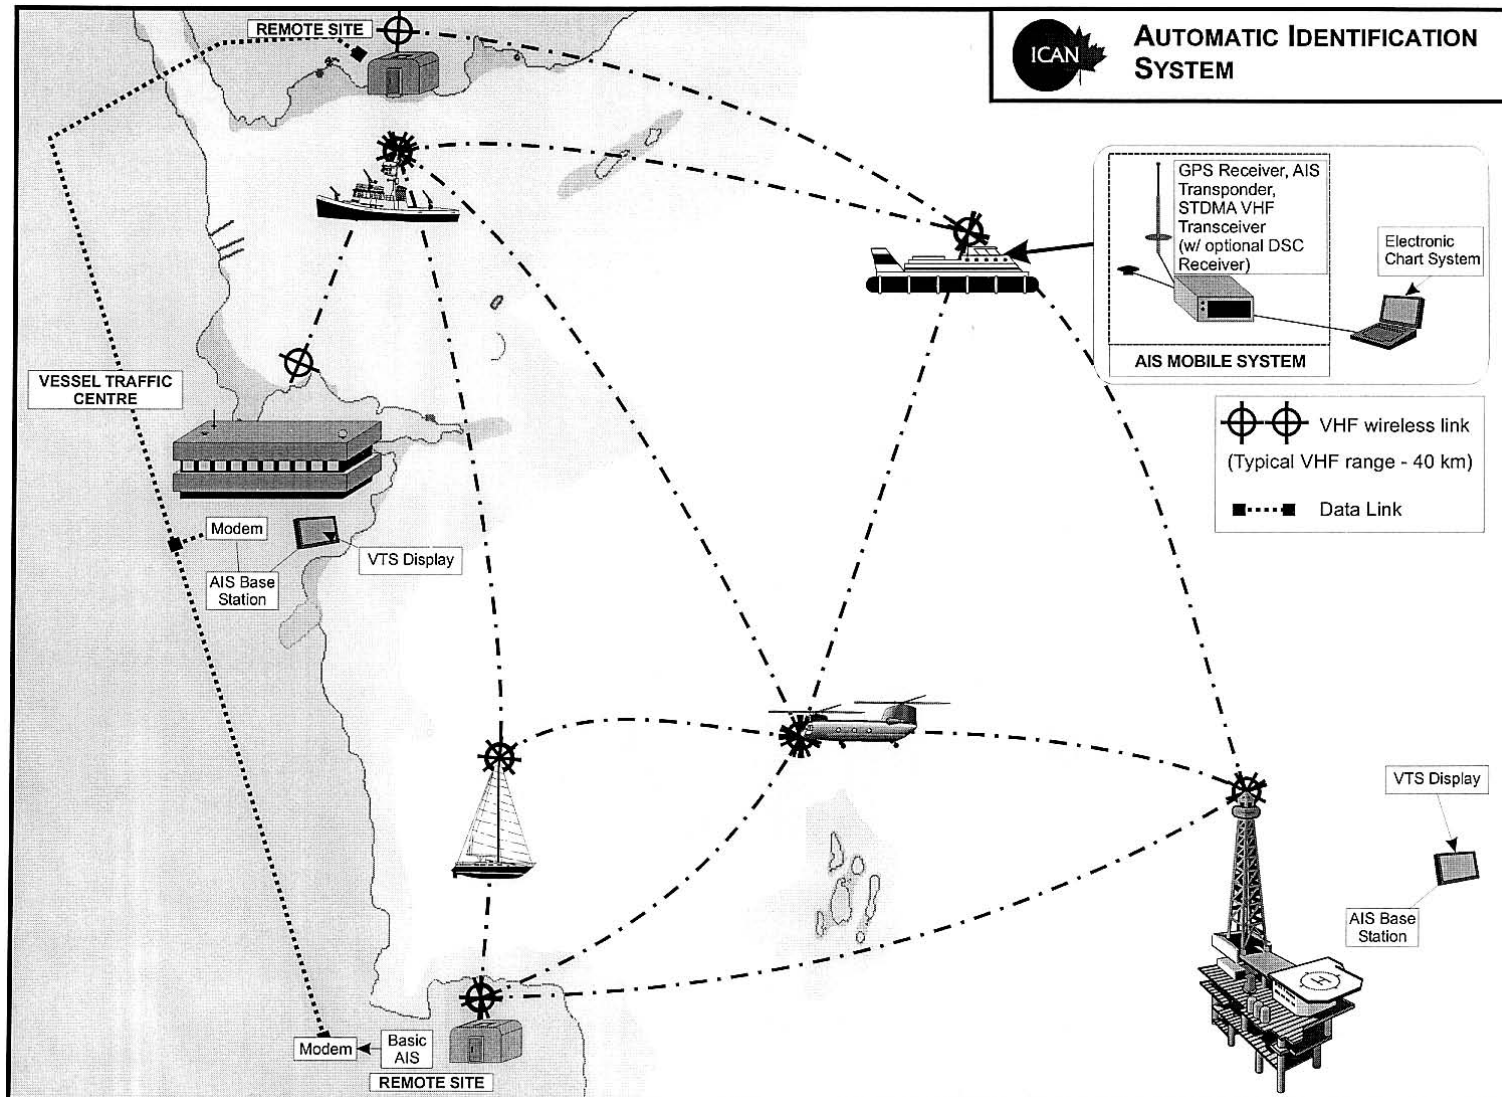 REMOTE SITE
ICAN
AUTOMATIC IDENTIFICATION
SYSTEM
GPS Receiver, AIS
Transponder,
STDMA VHF
Transceiver
(w/ optional DSC
Receiver)
Electronic
Chart System
AIS MOBILE SYSTEM
VESSEL TRAFFIC
CENTRE
VHF wireless link
(Typical VHF range - 40 km)
Data Link
Modem
VTS Display
AIS Base
Station
H
VTS Display
AIS Base
Station
Modem
Basic
AIS
REMOTE SITE